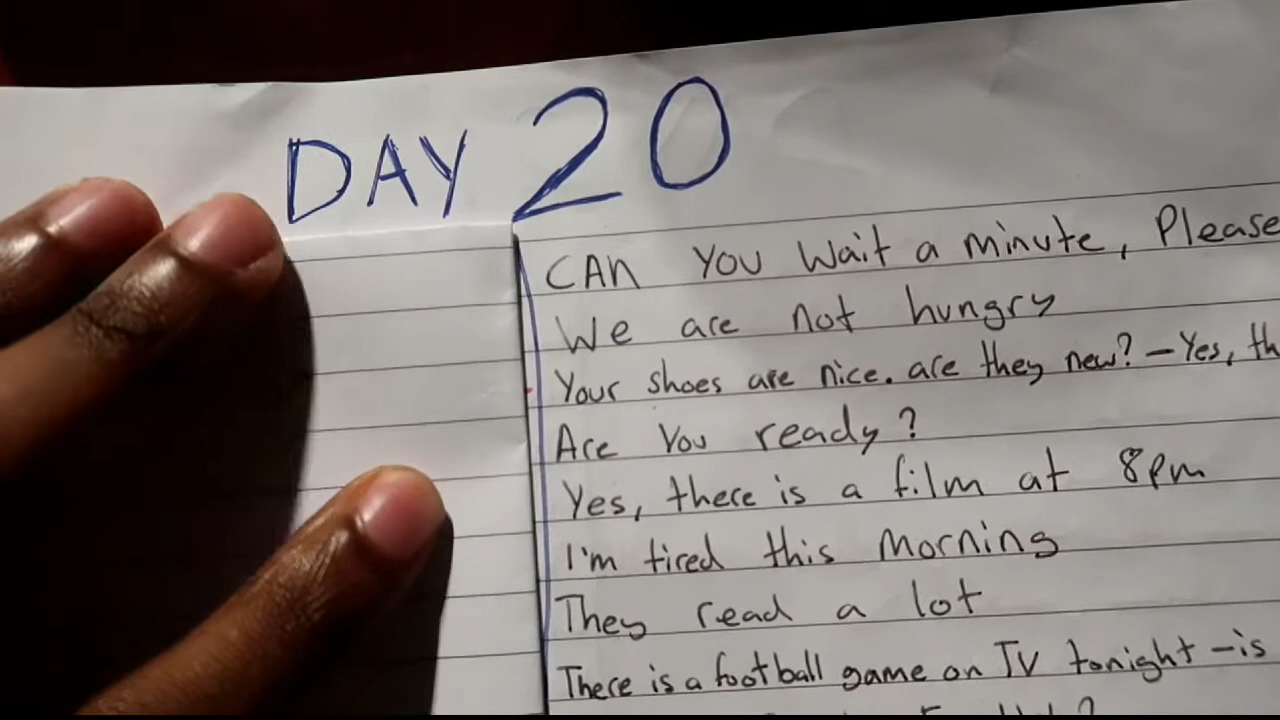 DAY 20
CAN YOU Wait a minute, Please
We are not hungry
Your shoes are nice. are they new? - Yes, th
Are You ready?
Yes, there is a film at 8pm
I'm tired this morning
They read a lot
There is a football game on TV tonight - is